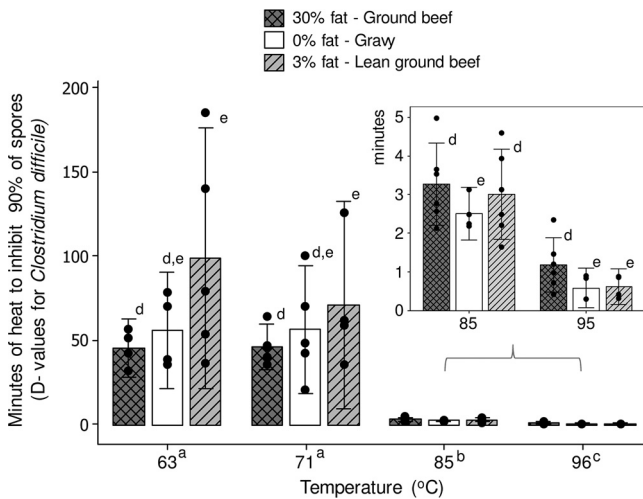 30% fat - Ground beef
0% fat - Gravy
3% fat - Lean ground beef
Minutes of heat to inhibit 90% of spores
(D- values for Clostridium difficile)
200
150
100
50
0
d
d,e
e
d
d,e
e
minutes
5
4
3
2
1
0
d
e
d
d
e
e
85
95
63a
71a
85b
96c
Temperature (oC)